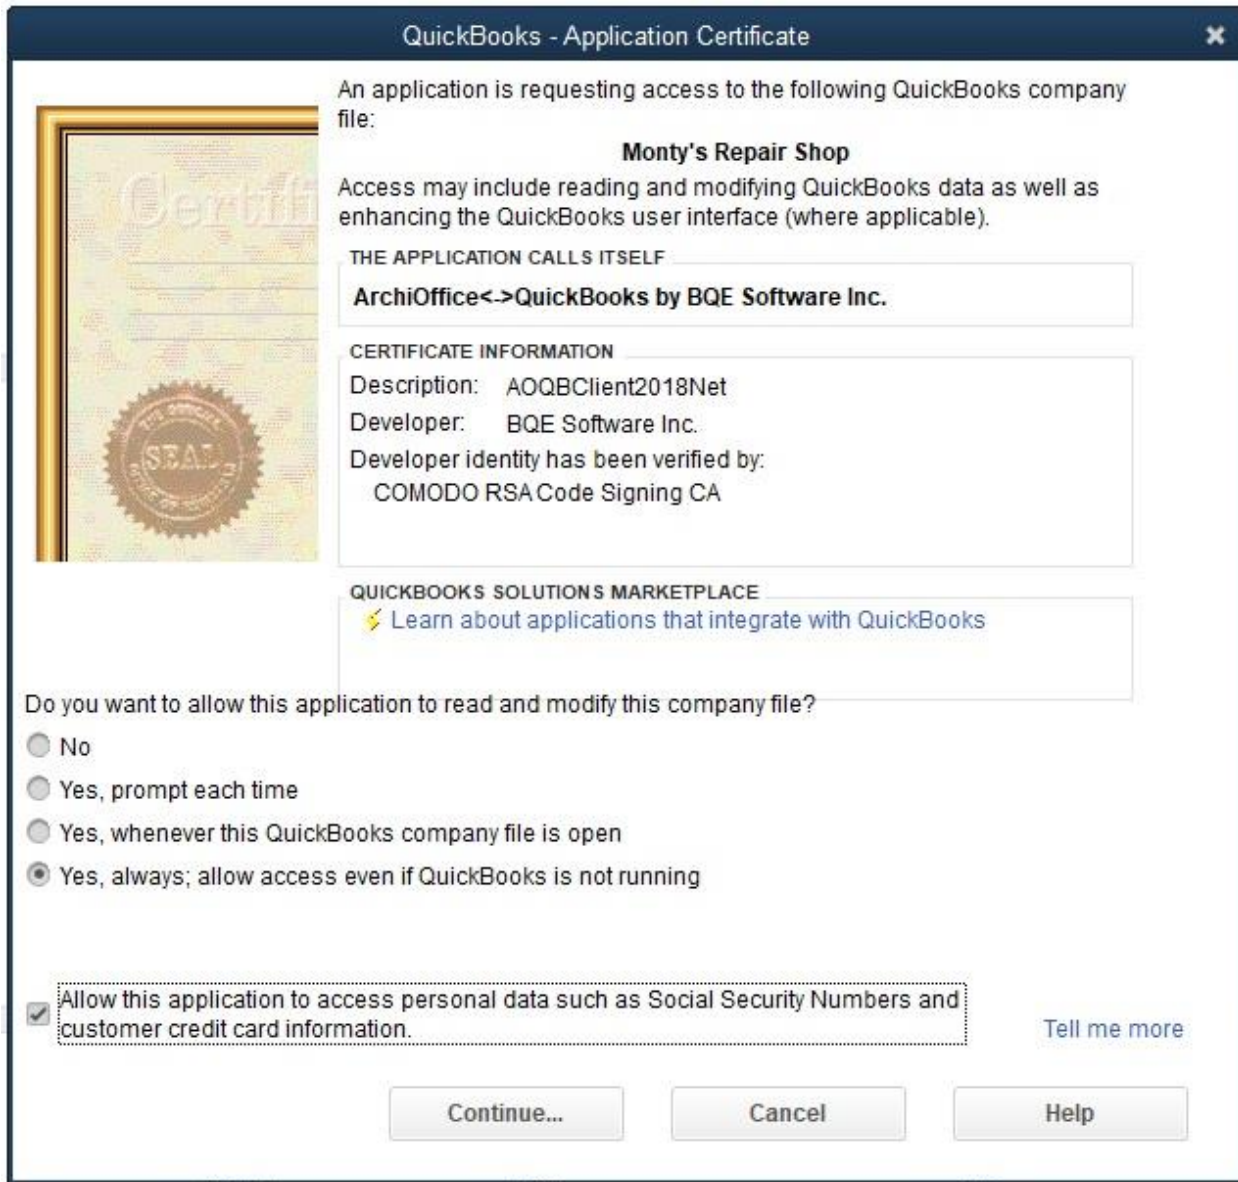 QuickBooks - Application Certificate
An application is requesting access to the following QuickBooks company
file:
Monty's Repair Shop
Access may include reading and modifying QuickBooks data as well as
enhancing the QuickBooks user interface (where applicable).
THE APPLICATION CALLS ITSELF
ArchiOffice<->QuickBooks by BQE Software Inc.
CERTIFICATE INFORMATION
Description: AOQBClient2018Net
Developer: BQE Software Inc.
Developer identity has been verified by:
COMODO RSA Code Signing CA
Certifi
SEAL
QUICKBOOKS SOLUTIONS MARKETPLACE
Learn about applications that integrate with QuickBooks
Do you want to allow this application to read and modify this company file?
No
Yes, prompt each time
Yes, whenever this QuickBooks company file is open
Yes, always; allow access even if QuickBooks is not running
Allow this application to access personal data such as Social Security Numbers and
customer credit card information.
Tell me more
Continue...
Cancel
Help